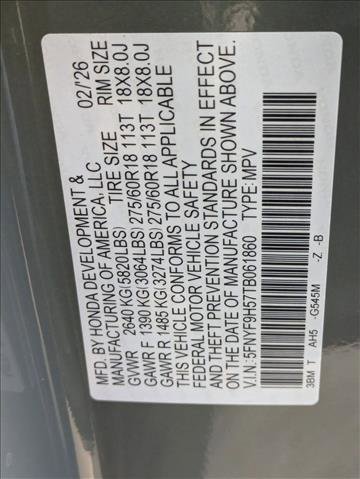 MFD. BY HONDA DEVELOPMENT & 02/'26
MANUFACTURING OF AMERICA, LLC
TIRE SIZE RIM SIZE
GVWR 2640 KG(5820LBS)
GAWR F 1390 KG(3064LBS) 275/60R18 113T 18X8.0J
GAWR R 1485 KG(3274LBS) 275/60R18 113T 18X8.0J
THIS VEHICLE CONFORMS TO ALL APPLICABLE
FEDERAL MOTOR VEHICLE SAFETY
AND THEFT PREVENTION STANDARDS IN EFFECT
ON THE DATE OF MANUFACTURE SHOWN ABOVE.
V.I.N.:5FNYF9H57TB061860 TYPE: MPV
3BM T AH5 -G545M -Z -B